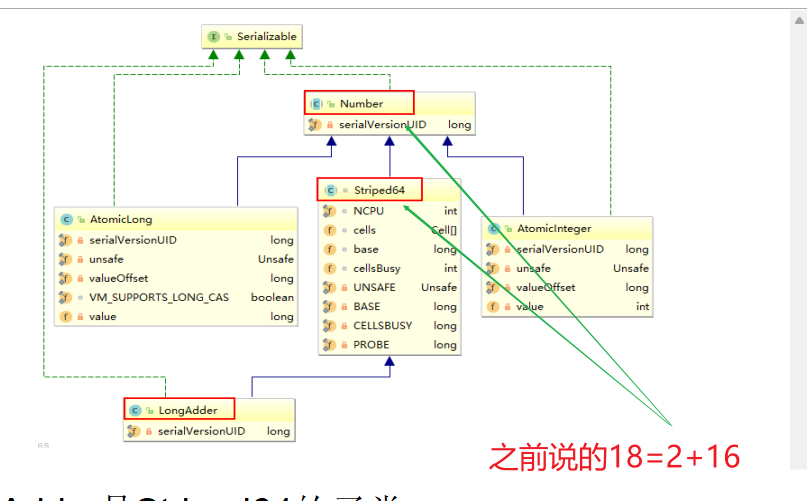 Serializable
Number
serialVersionUID long
AtomicLong
serialVersionUID long
unsafe Unsafe
valueOffset long
VM_SUPPORTS_LONG_CAS boolean
value long
Striped64
NCPU int
cells Cell[]
base long
cellsBusy int
UNSAFE Unsafe
BASE long
CELLSBUSY long
PROBE long
AtomicInteger
serialVersionUID long
unsafe Unsafe
valueOffset long
value int
LongAdder
serialVersionUID long
之前说的18=2+16